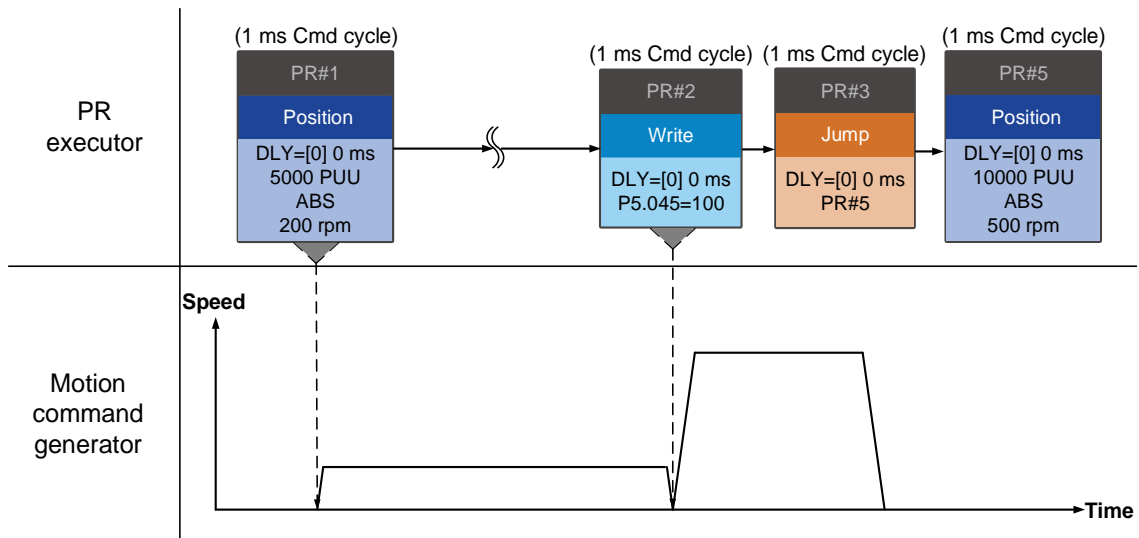 PR
executor
(1 ms Cmd cycle)
PR#1
Position
DLY=[0] 0 ms
5000 PUU
ABS
200 rpm
(1 ms Cmd cycle)
PR#2
Write
DLY=[0] 0 ms
P5.045=100
(1 ms Cmd cycle)
PR#3
Jump
DLY=[0] 0 ms
PR#5
(1 ms Cmd cycle)
PR#5
Position
DLY=[0] 0 ms
10000 PUU
ABS
500 rpm
Motion
command
generator
Speed
Time